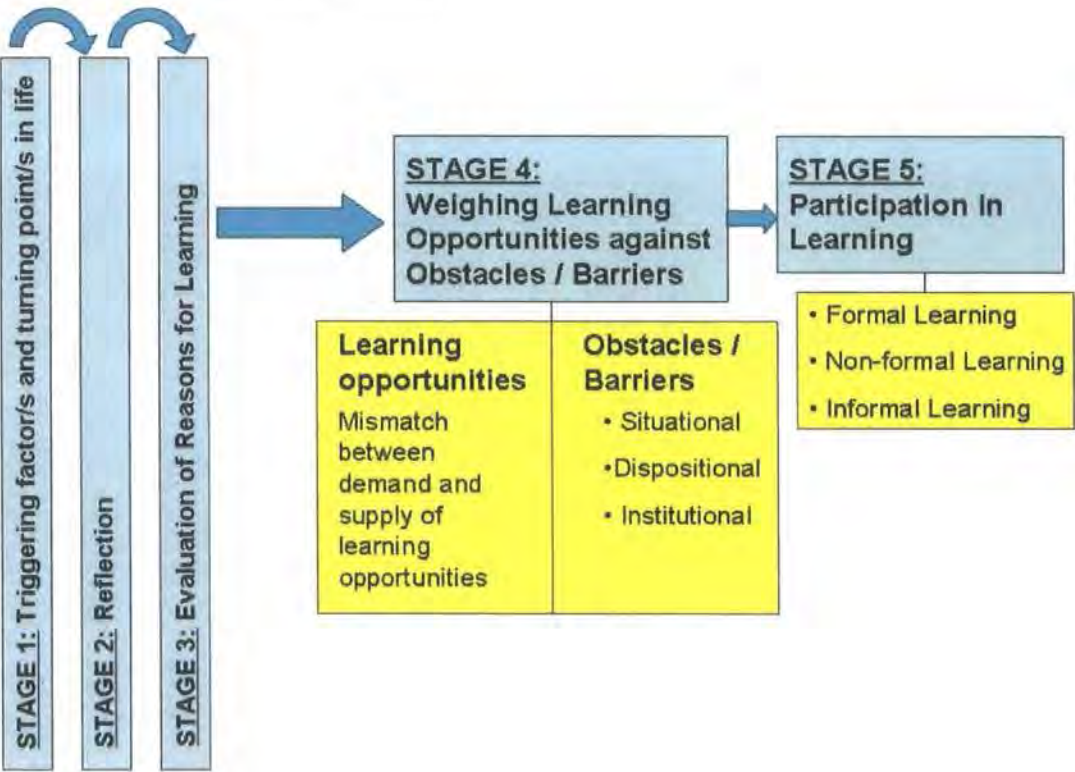 STAGE 1: Triggering factor/s and turning point/s in life
STAGE 2: Reflection
STAGE 3: Evaluation of Reasons for Learning
STAGE 4:
Weighing Learning
Opportunities against
Obstacles / Barriers
STAGE 5:
Participation in
Learning
Learning
opportunities
Mismatch
between
demand and
supply of
learning
opportunities
Obstacles /
Barriers
• Situational
•Dispositional
• Institutional
• Formal Learning
• Non-formal Learning
• Informal Learning